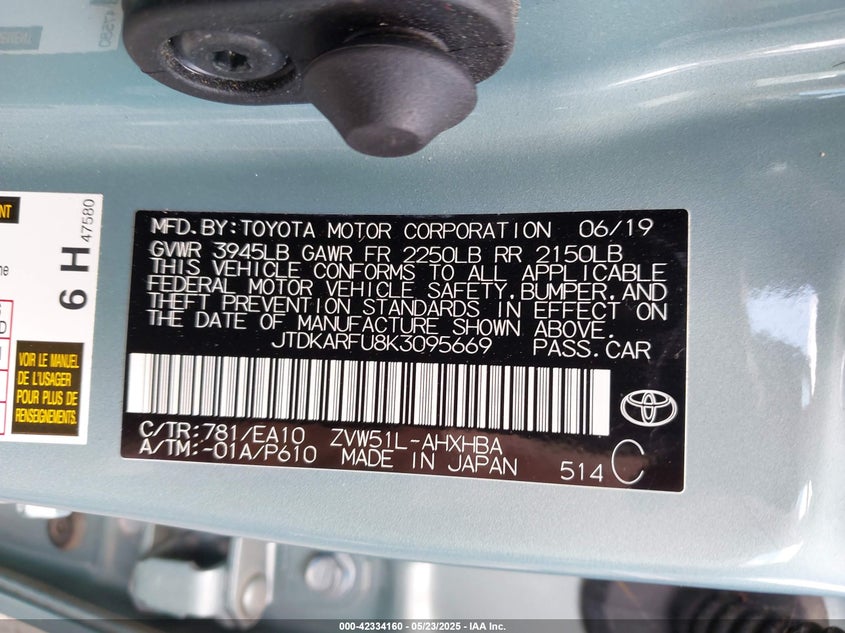 MFD.BY:TOYOTA MOTOR CORPORATION 06/19
GVWR 3945LB GAWR FR 2250LB RR 2150LB
THIS VEHICLE CONFORMS TO ALL APPLICABLE
FEDERAL MOTOR VEHICLE SAFETY,BUMPER,AND
THEFT PREVENTION STANDARDS IN EFFECT ON
THE DATE OF MANUFACTURE SHOWN ABOVE.
JTDKARFU8K3095669 PASS.CAR
C/TR:781/EA10 ZVW51L-AHXHBA
A/TM:-01A/P610 MADE IN JAPAN 514 C
6 H 47580
VOIR LE MANUEL
DE L'USAGER
POUR PLUS DE
RENSEIGNEMENTS.
000-42334160 - 05/23/2025 - IAA Inc.